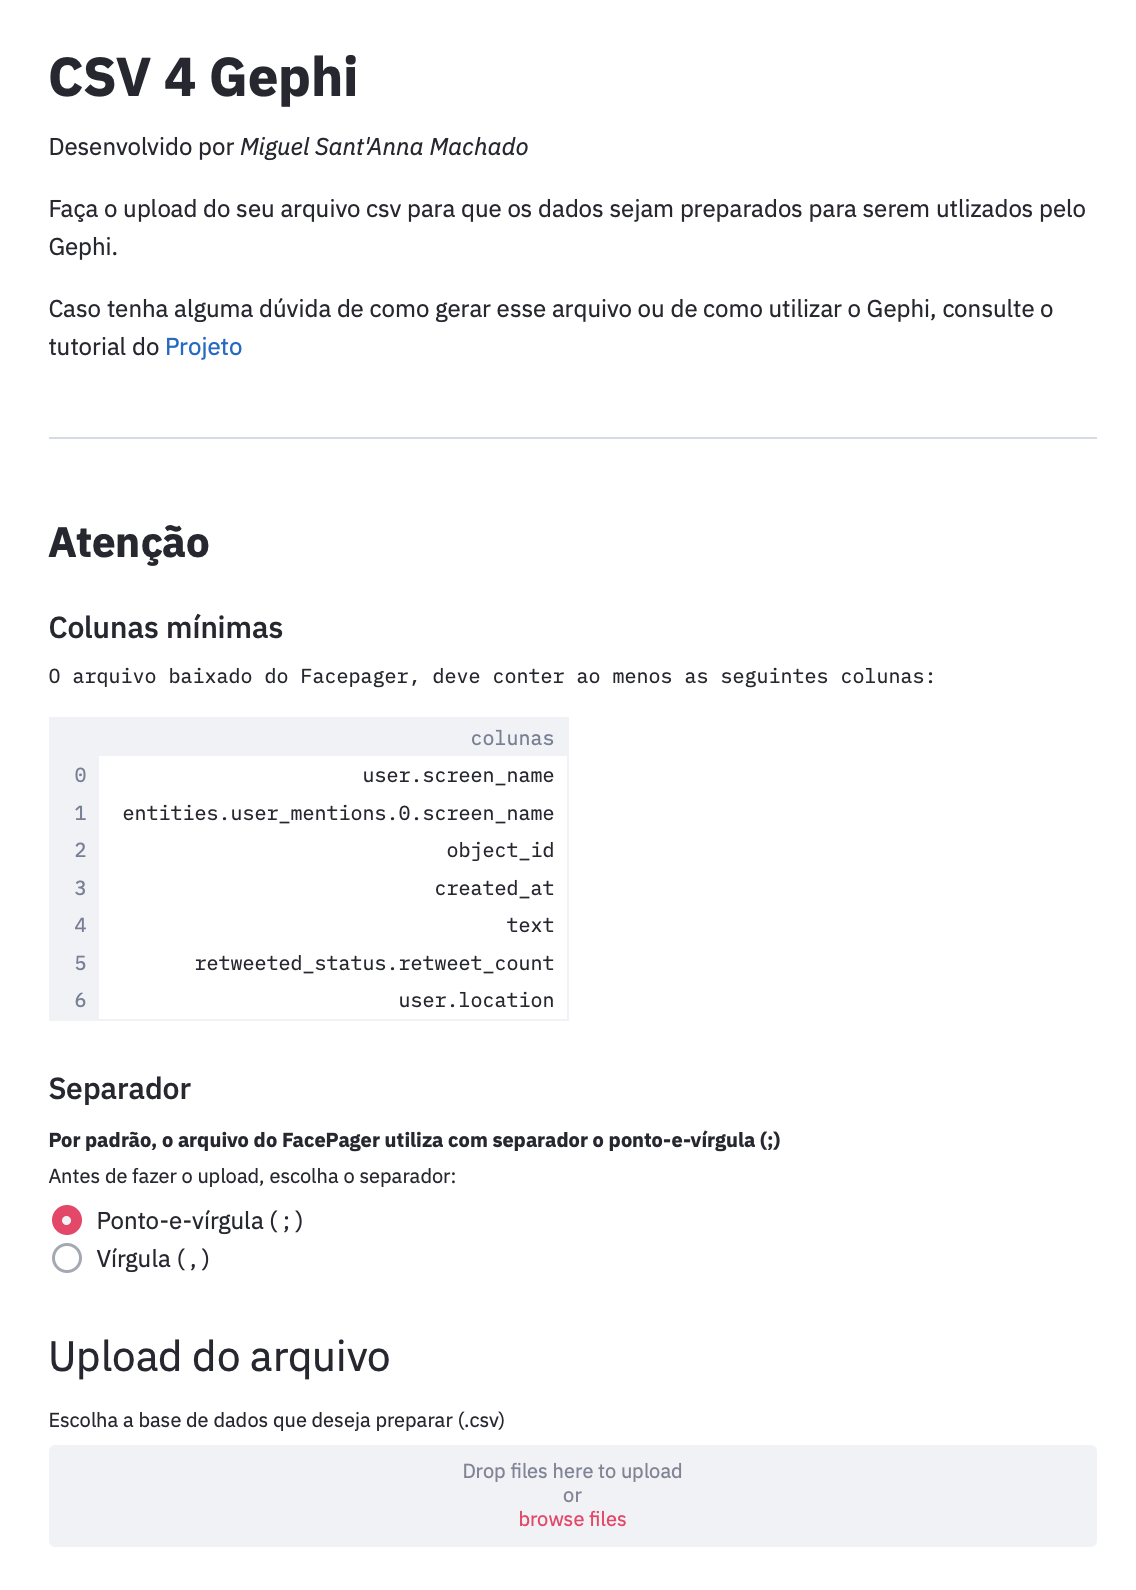 CSV 4 Gephi
Desenvolvido por Miguel Sant'Anna Machado
Faça o upload do seu arquivo csv para que os dados sejam preparados para serem utlizados pelo
Gephi.
Caso tenha alguma dúvida de como gerar esse arquivo ou de como utilizar o Gephi, consulte o
tutorial do Projeto
Atenção
Colunas mínimas
O arquivo baixado do Facepager, deve conter ao menos as seguintes colunas:
colunas
0 user.screen_name
1 entities.user_mentions.0.screen_name
2 object_id
3 created_at
4 text
5 retweeted_status.retweet_count
6 user.location
Separador
Por padrão, o arquivo do FacePager utiliza com separador o ponto-e-vírgula (;)
Antes de fazer o upload, escolha o separador:
Ponto-e-vírgula ( ; )
Vírgula ( , )
Upload do arquivo
Escolha a base de dados que deseja preparar (.csv)
Drop files here to upload
or
browse files